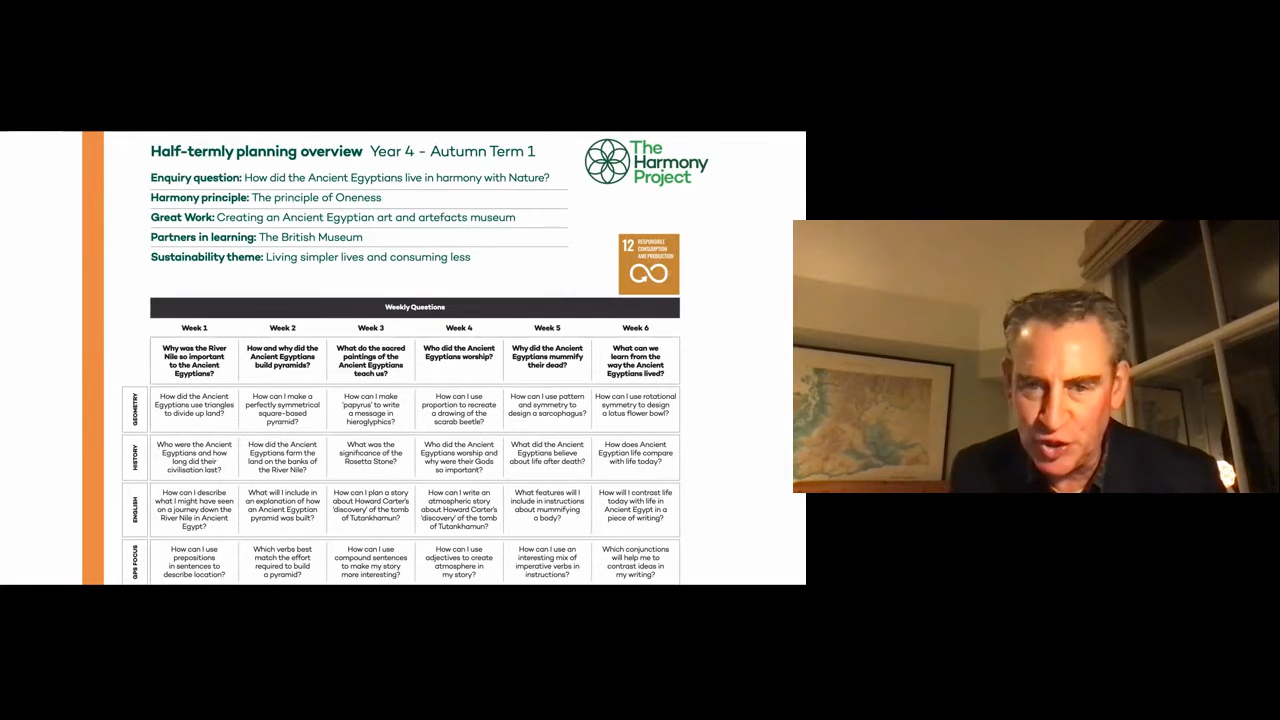 Half-termly planning overview Year 4 - Autumn Term 1
The
Harmony
Project
Enquiry question: How did the Ancient Egyptians live in harmony with Nature?
Harmony principle: The principle of Oneness
Great Work: Creating an Ancient Egyptian art and artefacts museum
Partners in learning: The British Museum
Sustainability theme: Living simpler lives and consuming less
12 RESPONSIBLE
CONSUMPTION
AND PRODUCTION
Weekly Questions
Week 1 Week 2 Week 3 Week 4 Week 5 Week 6
Why was the River
Nile so important
to the Ancient
Egyptians?
How and why did the
Ancient Egyptians
build pyramids?
What do the sacred
paintings of the
Ancient Egyptians
teach us?
Who did the Ancient
Egyptians worship?
Why did the Ancient
Egyptians mummify
their dead?
What can we
learn from the
way the Ancient
Egyptians lived?
GEOMETRY
How did the Ancient
Egyptians use triangles
to divide up land?
How can I make a
perfectly symmetrical
square-based
pyramid?
How can I make
'papyrus' to write
a message in
hieroglyphics?
How can I use
proportion to recreate
a drawing of the
scarab beetle?
How can I use pattern
and symmetry to
design a sarcophagus?
How can I use rotational
symmetry to design
a lotus flower bowl?
HISTORY
Who were the Ancient
Egyptians and how
long did their
civilisation last?
How did the Ancient
Egyptians farm the
land on the banks of
the River Nile?
What was the
significance of the
Rosetta Stone?
Who did the Ancient
Egyptians worship and
why were their Gods
so important?
What did the Ancient
Egyptians believe
about life after death?
How does Ancient
Egyptian life compare
with life today?
ENGLISH
How can I describe
what I might have seen
on a journey down the
River Nile in Ancient
Egypt?
What will I include in
an explanation of how
an Ancient Egyptian
pyramid was built?
How can I plan a story
about Howard Carter's
'discovery' of the tomb
of Tutankhamun?
How can I write an
atmospheric story
about Howard Carter's
'discovery' of the tomb
of Tutankhamun?
What features will I
include in instructions
about mummifying
a body?
How will I contrast life
today with life in
Ancient Egypt in a
piece of writing?
GPS FOCUS
How can I use
prepositions
in sentences to
describe location?
Which verbs best
match the effort
required to build
a pyramid?
How can I use
compound sentences
to make my story
more interesting?
How can I use
adjectives to create
atmosphere in
my story?
How can I use an
interesting mix of
imperative verbs in
instructions?
Which conjunctions
will help me to
contrast ideas in
my writing?